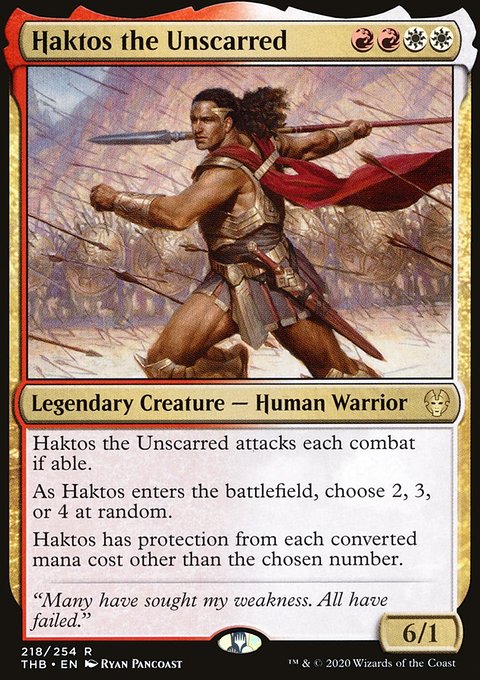 Haktos the Unscarred
Legendary Creature — Human Warrior
Haktos the Unscarred attacks each combat
if able.
As Haktos enters the battlefield, choose 2, 3,
or 4 at random.
Haktos has protection from each converted
mana cost other than the chosen number.
“Many have sought my weakness. All have
failed.”
6/1
218/254 R
THB • EN Ryan Pancoast
™ & © 2020 Wizards of the Coast